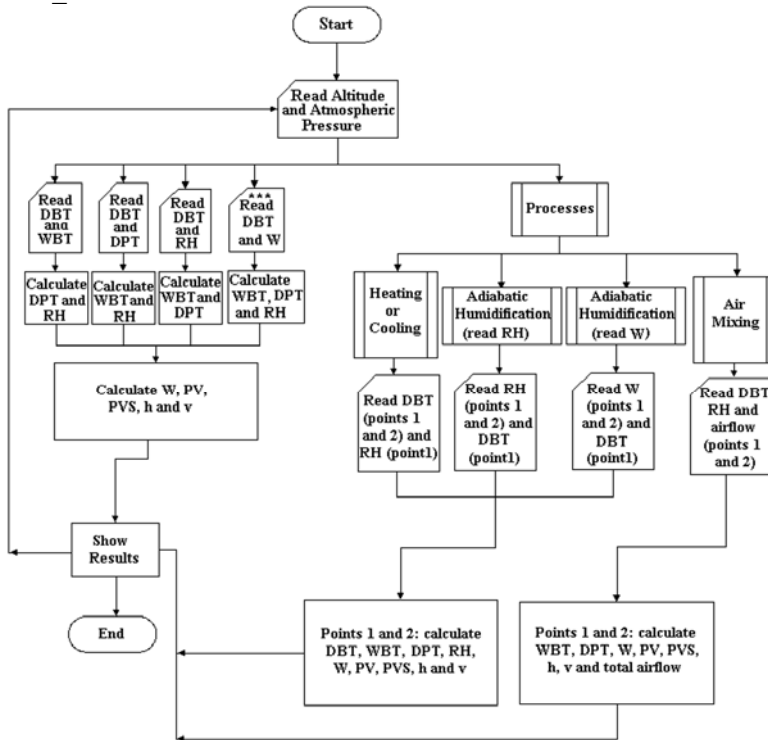 Start
Read Altitude
and Atmospheric
Pressure
Read
DBT
and
WBT
Read
DBT
and
DPT
Read
DBT
and
RH
***
Read
DBT
and W
Processes
Calculate
DPT and
RH
Calculate
WBT and
RH
Calculate
WBT and
DPT
Calculate
WBT, DPT
and RH
Heating
or
Cooling
Adiabatic
Humidification
(read RH)
Adiabatic
Humidification
(read W)
Air
Mixing
Calculate W, PV,
PVS, h and v
Read DBT
(points 1
and 2) and
RH (point1)
Read RH
(points 1
and 2) and
DBT
(point1)
Read W
(points 1
and 2) and
DBT
(point1)
Read DBT
RH and
airflow
(points 1
and 2)
Show
Results
End
Points 1 and 2: calculate
DBT, WBT, DPT, RH,
W, PV, PVS, h and v
Points 1 and 2: calculate
WBT, DPT, W, PV, PVS,
h, v and total airflow